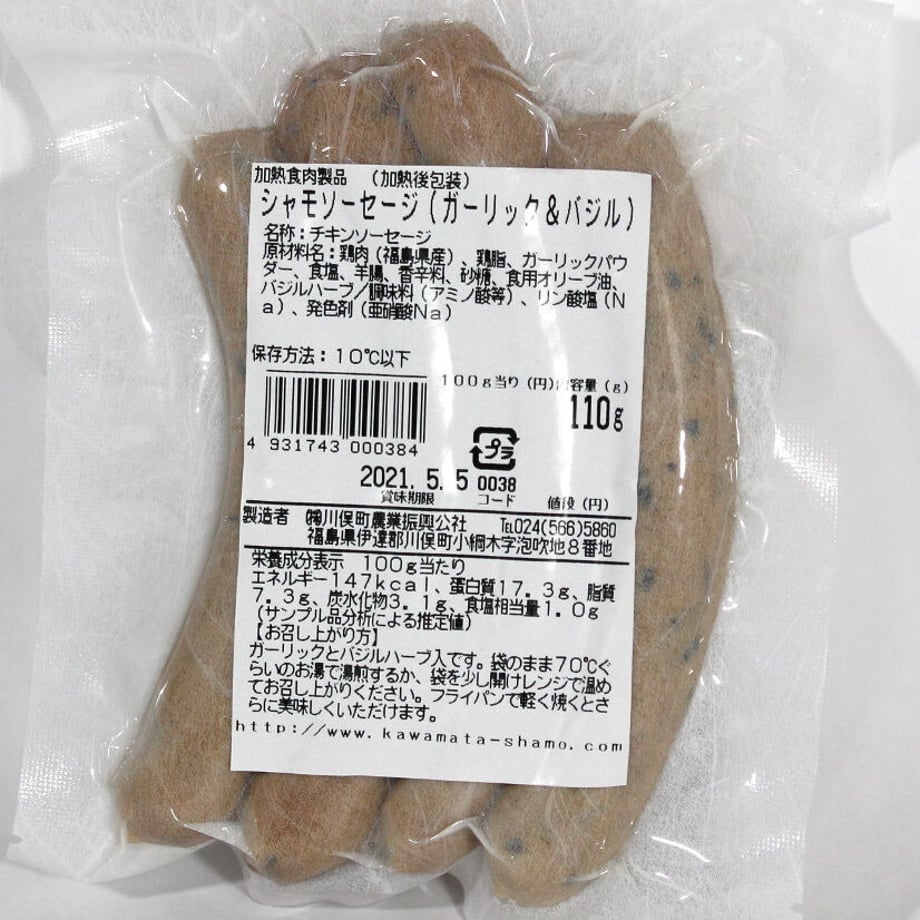 加熱食肉製品 （加熱後包装）
シャモソーセージ（ガーリック＆バジル）
名称：チキンソーセージ
原材料名：鶏肉（福島県産）、鶏脂、ガーリックパウ
ダー、食塩、羊腸、香辛料、砂糖、食用オリーブ油、
バジルハーブ／調味料（アミノ酸等）、リン酸塩（Ｎ
ａ）、発色剤（亜硝酸Ｎａ）
保存方法：１０℃以下
１００ｇ当り（円） 内容量（ｇ）
110g
4 931743 000384
プラ
2021. 5. 5 0038
賞味期限 コード 値段（円）
製造者 ㈱川俣町農業振興公社 ℡024(566)5860
福島県伊達郡川俣町小綱木字泡吹地８番地
栄養成分表示 １００ｇ当たり
エネルギー１４７ｋｃａｌ、蛋白質１７．３ｇ、脂質
７．３ｇ、炭水化物３．１ｇ、食塩相当量１．０ｇ
（サンプル品分析による推定値）
【お召し上がり方】
ガーリックとバジルハーブ入です。袋のまま７０℃ぐ
らいのお湯で湯煎するか、袋を少し開けレンジで温め
てお召し上がりください。フライパンで軽く焼くとさ
らに美味しくいただけます。
http://www.kawamata-shamo.com